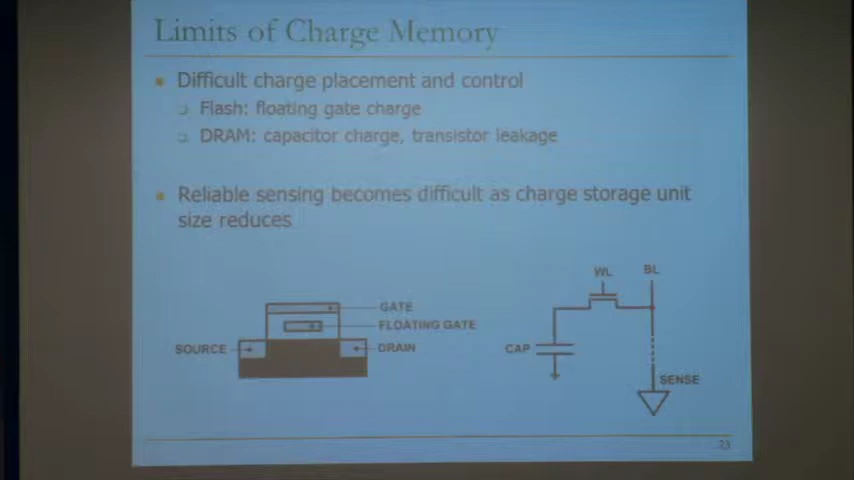 Limits of Charge Memory
Difficult charge placement and control
Flash: floating gate charge
DRAM: capacitor charge, transistor leakage
Reliable sensing becomes difficult as charge storage unit
size reduces
WL
BL
GATE
FLOATING GATE
SOURCE
DRAIN
CAP
SENSE
23